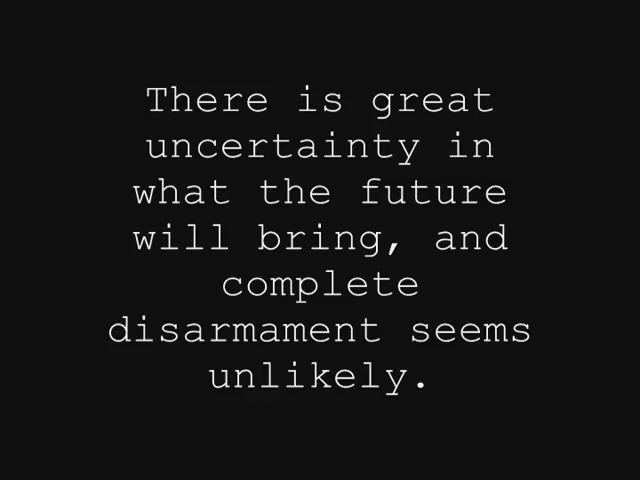 There is great
uncertainty in
what the future
will bring, and
complete
disarmament seems
unlikely.